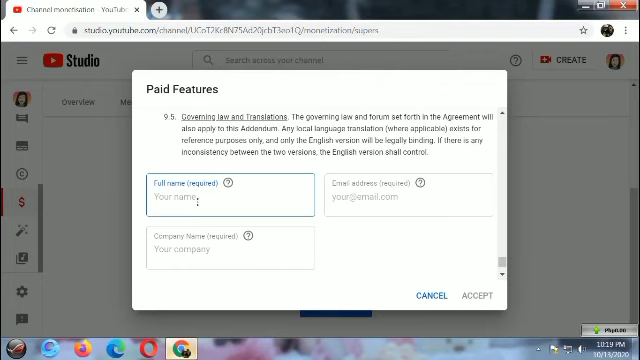 Channel monetisation - YouTube
studio.youtube.com/channel/UCoT2Kc8N75Ad20jcbT3eo1Q/monetization/supers
Studio
Search across your channel
CREATE
Overview
Paid Features
9.5. Governing law and Translations. The governing law and forum set forth in the Agreement will
also apply to this Addendum. Any local language translation (where applicable) exists for
reference purposes only, and only the English version will be legally binding. If there is any
inconsistency between the two versions, the English version shall control.
Full name (required)
Your name
Email address (required)
your@email.com
Company Name (required)
Your company
CANCEL
ACCEPT
Php0.00
10:19 PM
10/13/2020